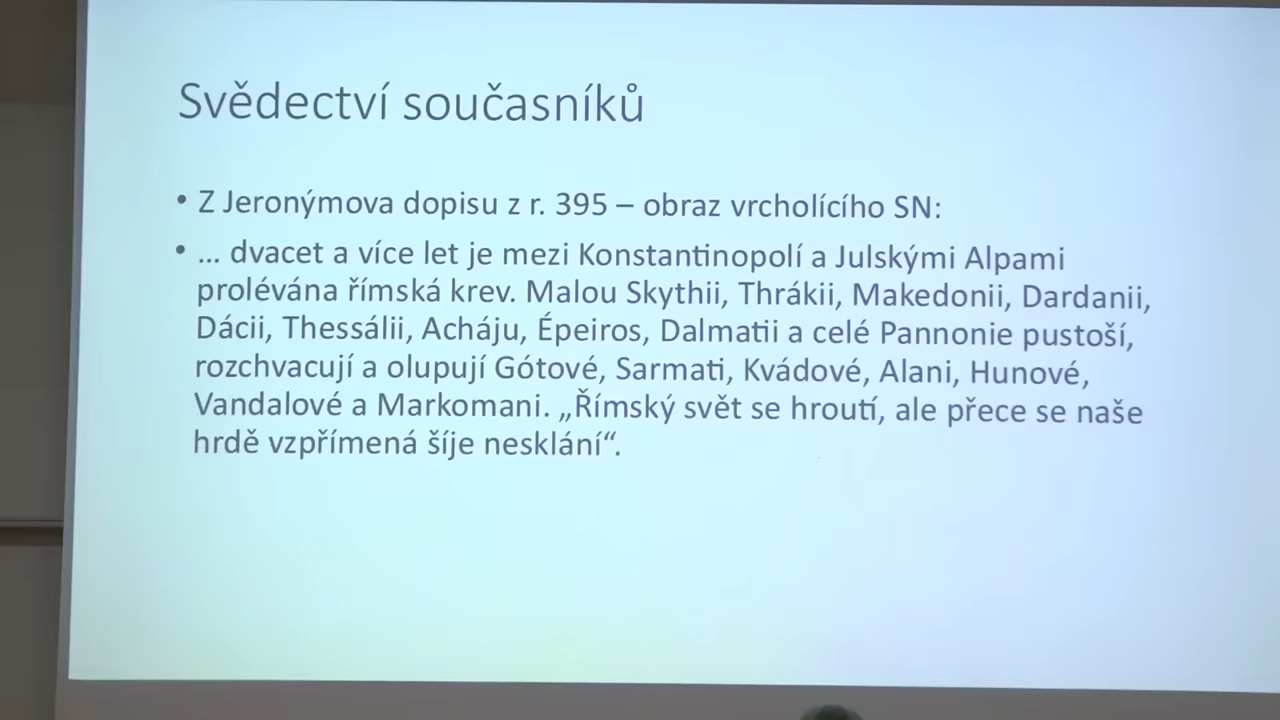 Svědectví současníků
• Z Jeronýmova dopisu z r. 395 – obraz vrcholícího SN:
• ... dvacet a více let je mezi Konstantinopolí a Julskými Alpami
prolévána římská krev. Malou Skythii, Thrákii, Makedonii, Dardanii,
Dácii, Thessálii, Acháju, Épeiros, Dalmatii a celé Pannonie pustoší,
rozchvacují a olupují Gótové, Sarmati, Kvádové, Alani, Hunové,
Vandalové a Markomani. „Římský svět se hroutí, ale přece se naše
hrdě vzpřímená šíje nesklání“.